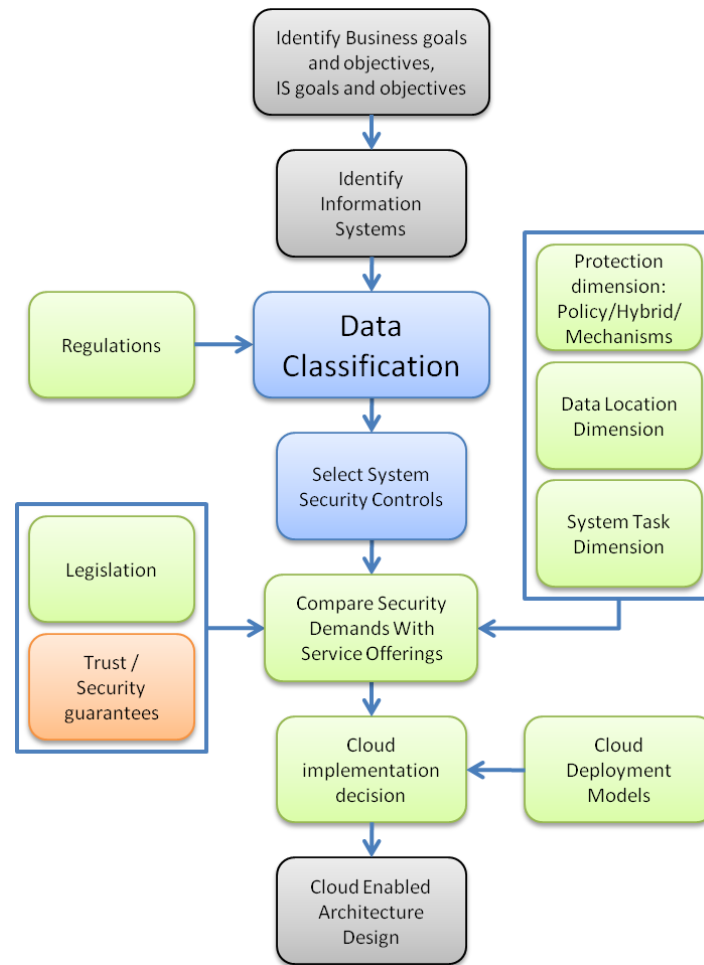 Identify Business goals
and objectives,
IS goals and objectives
Identify
Information
Systems
Protection
dimension:
Policy/Hybrid/
Mechanisms
Regulations
Data
Classification
Data Location
Dimension
Select System
Security Controls
System Task
Dimension
Legislation
Compare Security
Demands With
Service Offerings
Trust /
Security
guarantees
Cloud
implementation
decision
Cloud
Deployment
Models
Cloud Enabled
Architecture
Design